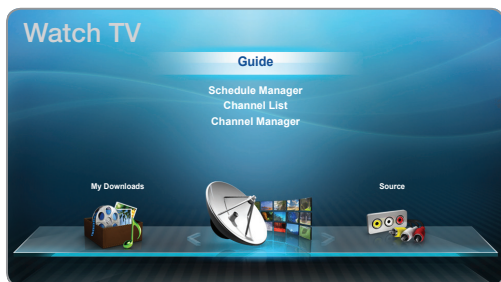 Watch TV
Guide
Schedule Manager
Channel List
Channel Manager
My Downloads
Source